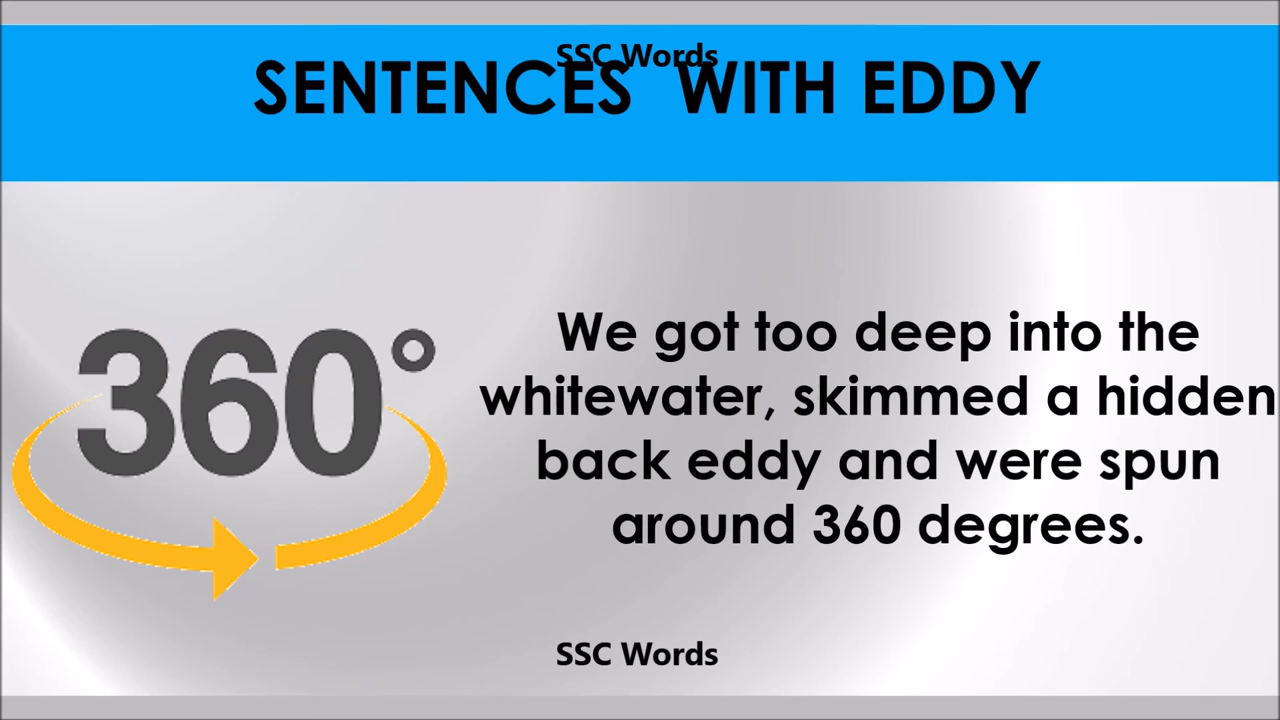 SSC Words
SENTENCES WITH EDDY
360°
We got too deep into the
whitewater, skimmed a hidden
back eddy and were spun
around 360 degrees.
SSC Words